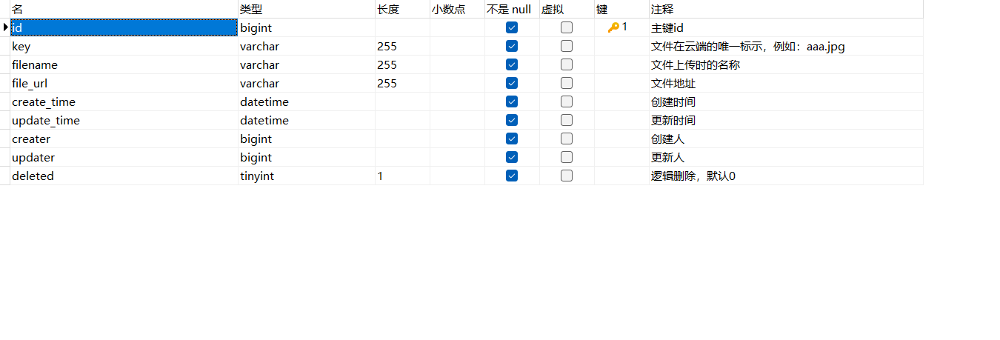 名 类型 长度 小数点 不是 null 虚拟 键 注释
id bigint 1 主键id
key varchar 255 文件在云端的唯一标示，例如：aaa.jpg
filename varchar 255 文件上传时的名称
file_url varchar 255 文件地址
create_time datetime 创建时间
update_time datetime 更新时间
creater bigint 创建人
updater bigint 更新人
deleted tinyint 1 逻辑删除，默认0